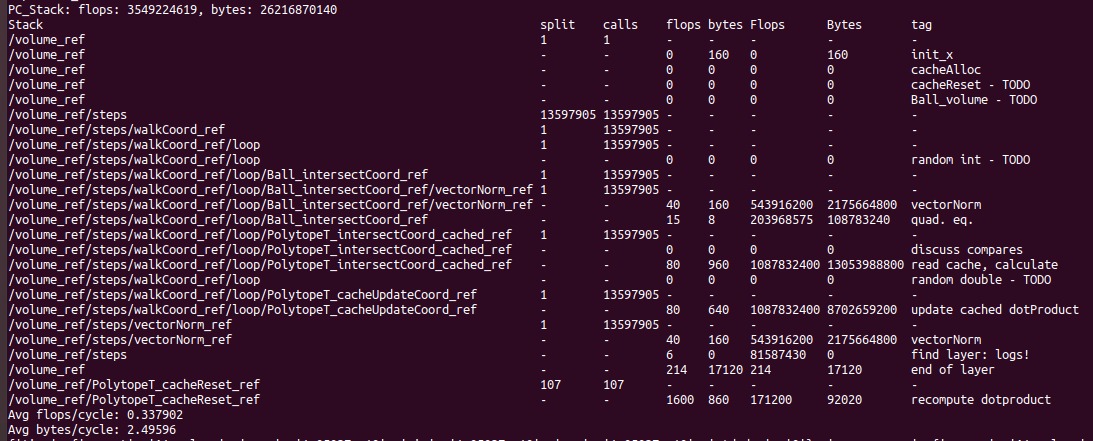 PC_Stack: flops: 3549224619, bytes: 26216870140
Stack split calls flops bytes Flops Bytes tag
/volume_ref 1 1 - - - - -
/volume_ref - - 0 160 0 160 init_x
/volume_ref - - 0 0 0 0 cacheAlloc
/volume_ref - - 0 0 0 0 cacheReset - TODO
/volume_ref - - 0 0 0 0 Ball_volume - TODO
/volume_ref/steps 13597905 13597905 - - - - -
/volume_ref/steps/walkCoord_ref 1 13597905 - - - - -
/volume_ref/steps/walkCoord_ref/loop 1 13597905 - - - - -
/volume_ref/steps/walkCoord_ref/loop - - 0 0 0 0 random int - TODO
/volume_ref/steps/walkCoord_ref/loop/Ball_intersectCoord_ref 1 13597905 - - - - -
/volume_ref/steps/walkCoord_ref/loop/Ball_intersectCoord_ref/vectorNorm_ref 1 13597905 - - - - -
/volume_ref/steps/walkCoord_ref/loop/Ball_intersectCoord_ref/vectorNorm_ref - - 40 160 543916200 2175664800 vectorNorm
/volume_ref/steps/walkCoord_ref/loop/Ball_intersectCoord_ref - - 15 8 203968575 108783240 quad. eq.
/volume_ref/steps/walkCoord_ref/loop/PolytopeT_intersectCoord_cached_ref 1 13597905 - - - - -
/volume_ref/steps/walkCoord_ref/loop/PolytopeT_intersectCoord_cached_ref - - 0 0 0 0 discuss compares
/volume_ref/steps/walkCoord_ref/loop/PolytopeT_intersectCoord_cached_ref - - 80 960 1087832400 13053988800 read cache, calculate
/volume_ref/steps/walkCoord_ref/loop - - 0 0 0 0 random double - TODO
/volume_ref/steps/walkCoord_ref/loop/PolytopeT_cacheUpdateCoord_ref 1 13597905 - - - - -
/volume_ref/steps/walkCoord_ref/loop/PolytopeT_cacheUpdateCoord_ref - - 80 640 1087832400 8702659200 update cached dotProduct
/volume_ref/steps/vectorNorm_ref 1 13597905 - - - - -
/volume_ref/steps/vectorNorm_ref - - 40 160 543916200 2175664800 vectorNorm
/volume_ref/steps - - 6 0 81587430 0 find layer: logs!
/volume_ref - - 214 17120 214 17120 end of layer
/volume_ref/PolytopeT_cacheReset_ref 107 107 - - - - -
/volume_ref/PolytopeT_cacheReset_ref - - 1600 860 171200 92020 recompute dotproduct
Avg flops/cycle: 0.337902
Avg bytes/cycle: 2.49596